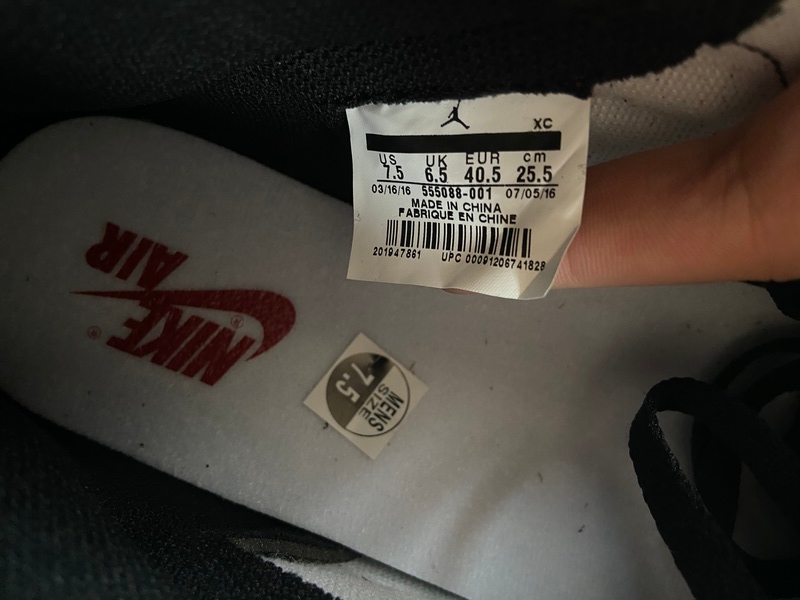 XC
US UK EUR cm
7.5 6.5 40.5 25.5
03/16/16 555088-001 07/05/16
MADE IN CHINA
FABRIQUE EN CHINE
201947861 UPC 00091206741828
NIKE
AIR
7.5
MENS
SIZE